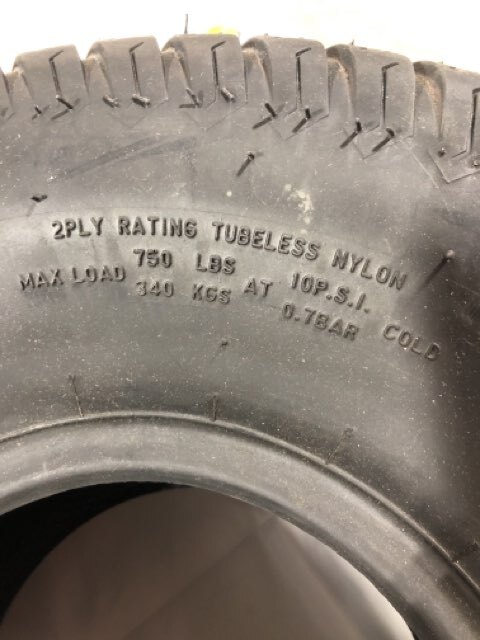 2PLY RATING TUBELESS NYLON
MAX LOAD 750 LBS AT 10P.S.I. COLD
340 KGS 0.7BAR